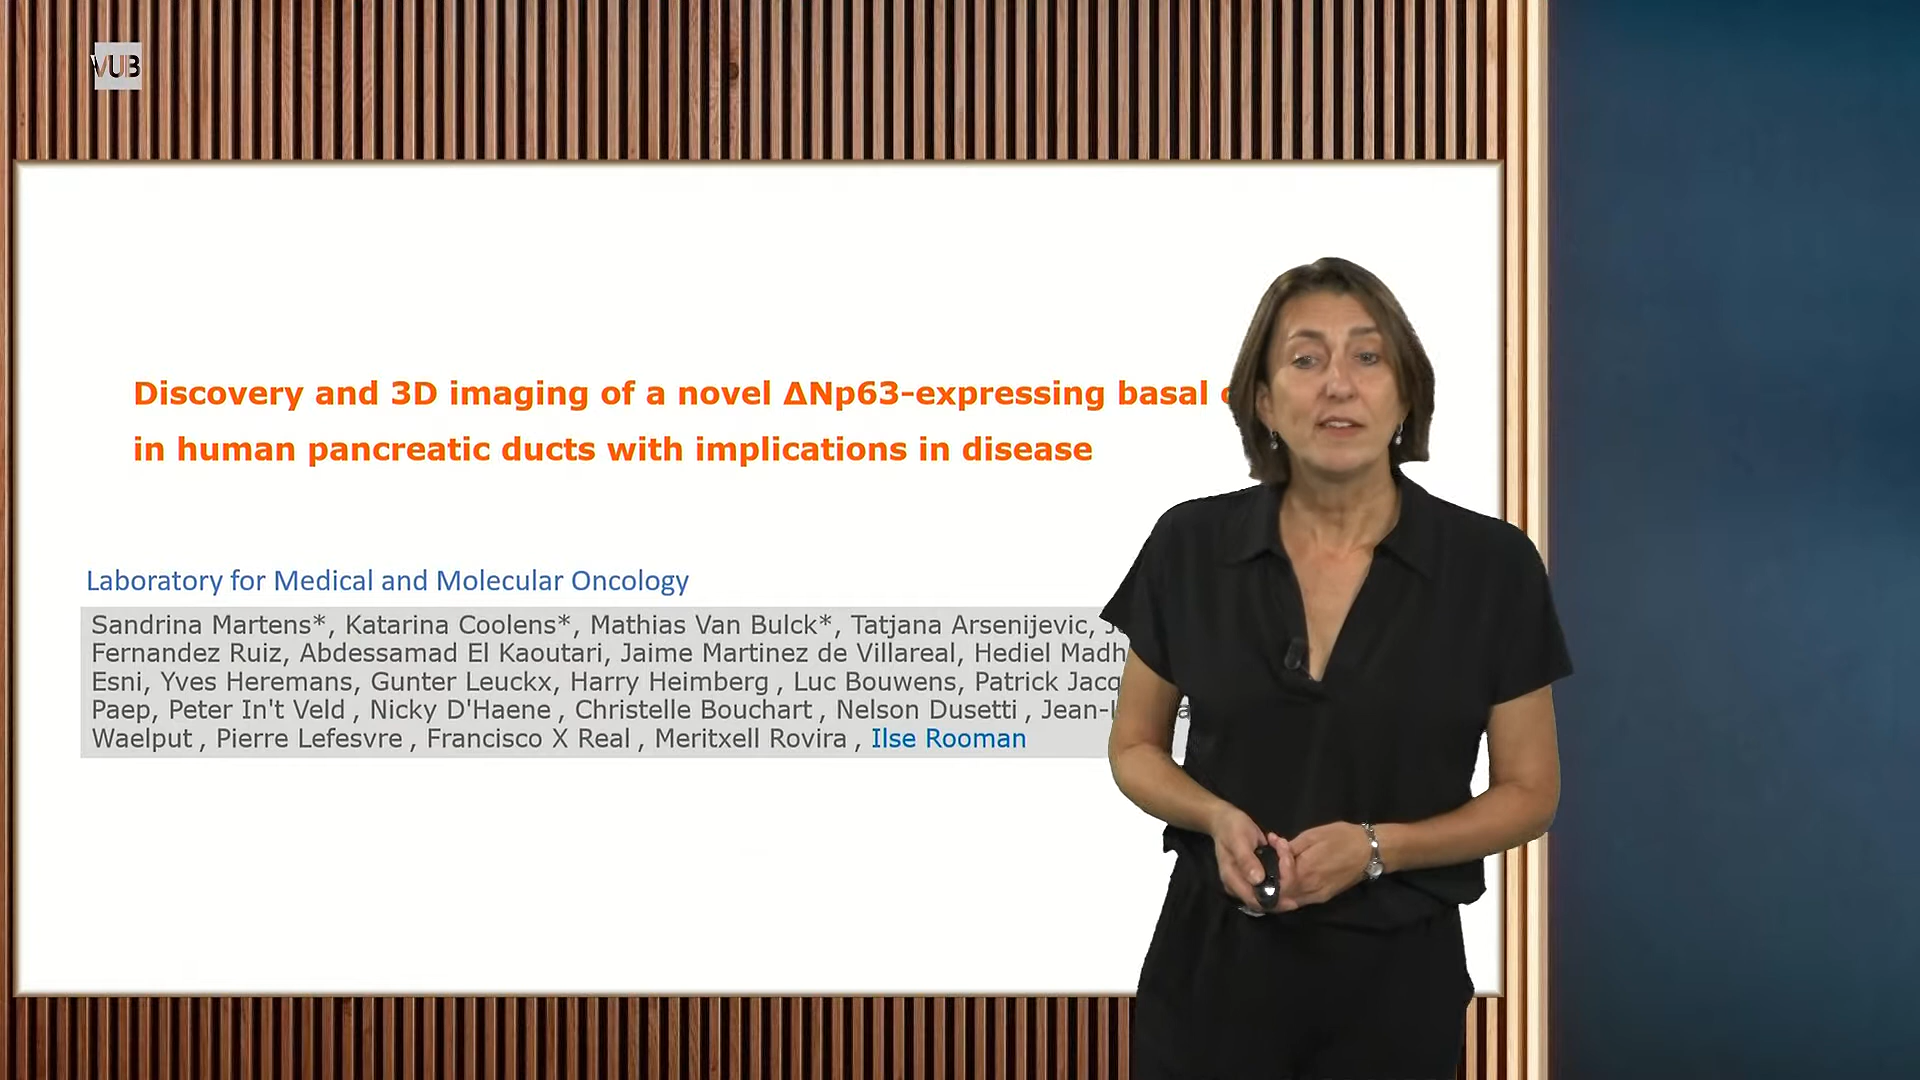 VUB
Discovery and 3D imaging of a novel ΔNp63-expressing basal
in human pancreatic ducts with implications in disease
Laboratory for Medical and Molecular Oncology
Sandrina Martens*, Katarina Coolens*, Mathias Van Bulck*, Tatjana Arsenijevic,
Fernandez Ruiz, Abdessamad El Kaoutari, Jaime Martinez de Villareal, Hediel
Esni, Yves Heremans, Gunter Leuckx, Harry Heimberg , Luc Bouwens, Patrick
Paep, Peter In't Veld , Nicky D'Haene , Christelle Bouchart , Nelson Dusetti ,
Waelput , Pierre Lefesvre , Francisco X Real , Meritxell Rovira , Ilse Rooman